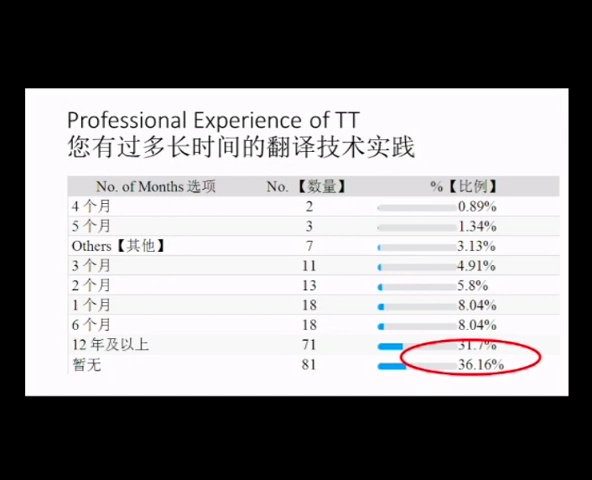 Professional Experience of TT
您有过多长时间的翻译技术实践
No. of Months 选项 No. 【数量】 %【比例】
4 个月 2 0.89%
5 个月 3 1.34%
Others【其他】 7 3.13%
3 个月 11 4.91%
2 个月 13 5.8%
1 个月 18 8.04%
6 个月 18 8.04%
12 年及以上 71 31.7%
暂无 81 36.16%